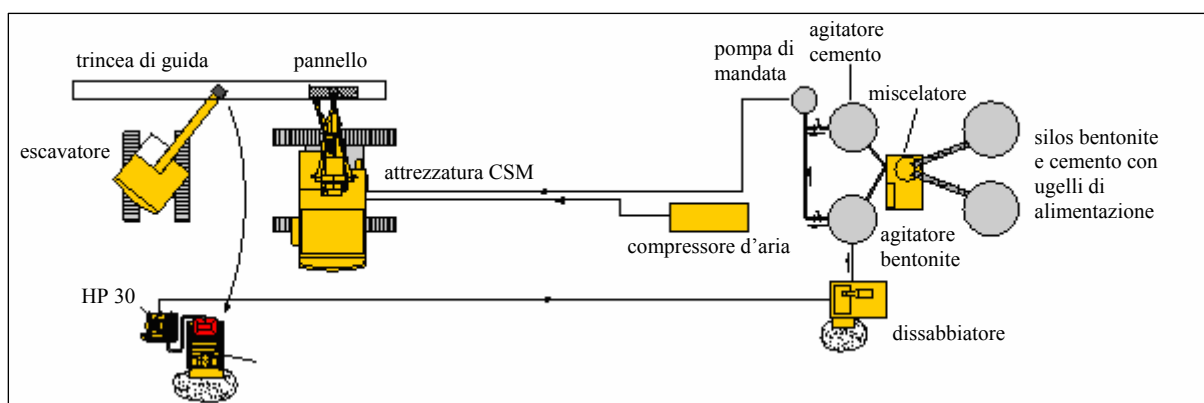 trincea di guida
pannello
pompa di
mandata
agitatore
cemento
miscelatore
silos bentonite
e cemento con
ugelli di
alimentazione
escavatore
attrezzatura CSM
compressore d'aria
agitatore
bentonite
HP 30
dissabbiatore